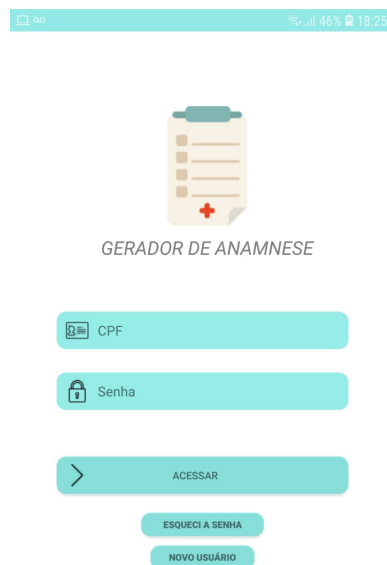 46% 18:25
GERADOR DE ANAMNESE
CPF
Senha
ACESSAR
ESQUECI A SENHA
NOVO USUÁRIO